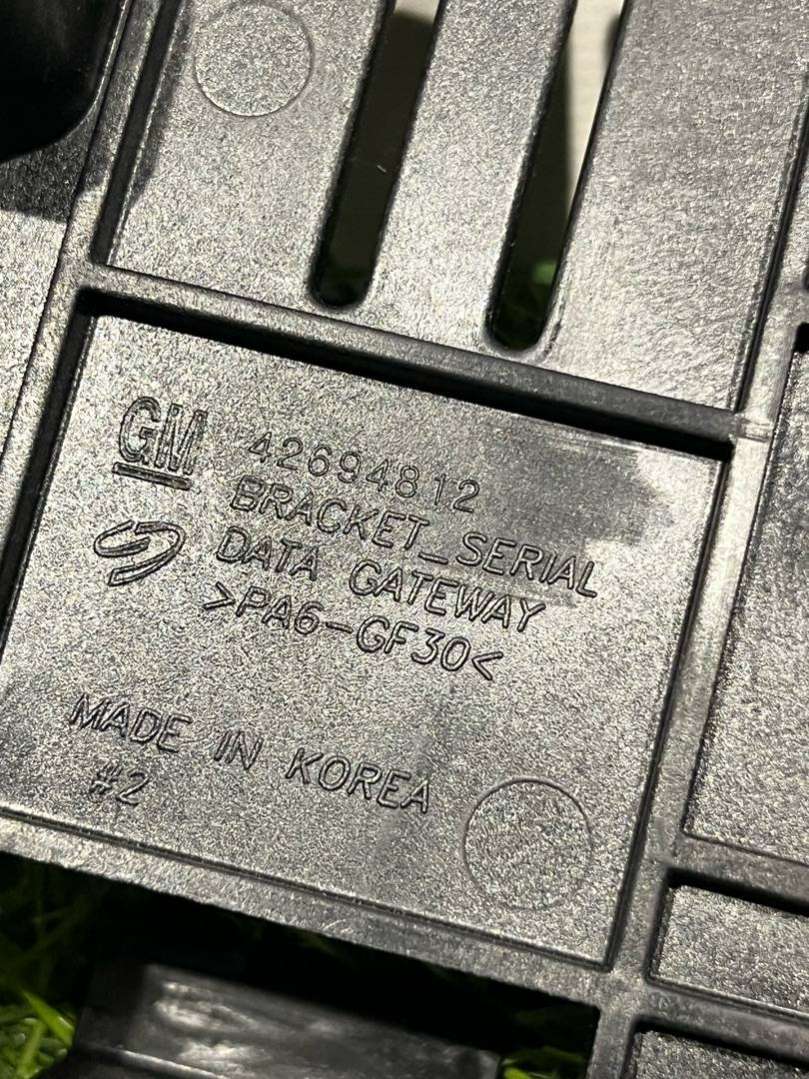 GM 42694812
BRACKET_SERIAL
DATA GATEWAY
>PA6-GF30<
MADE IN KOREA
#2